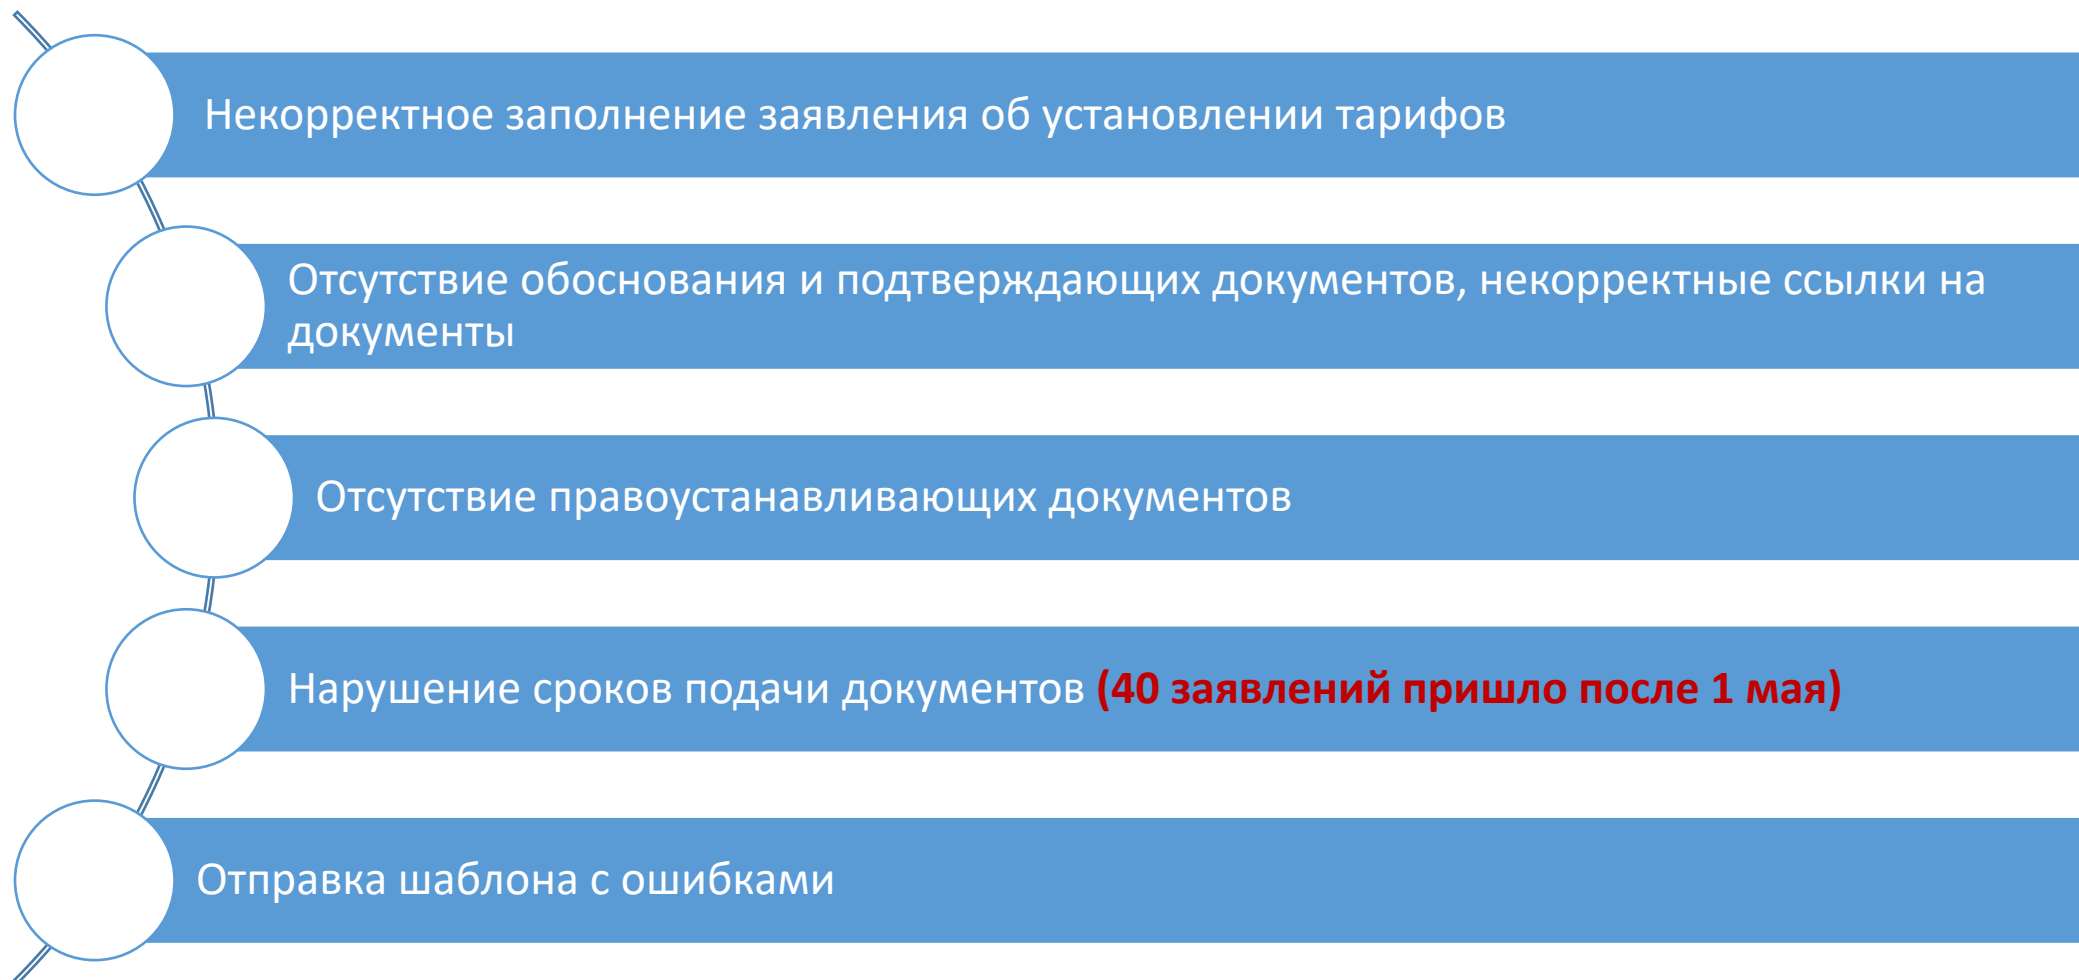 Некорректное заполнение заявления об установлении тарифов
Отсутствие обоснования и подтверждающих документов, некорректные ссылки на
документы
Отсутствие правоустанавливающих документов
Нарушение сроков подачи документов (40 заявлений пришло после 1 мая)
Отправка шаблона с ошибками